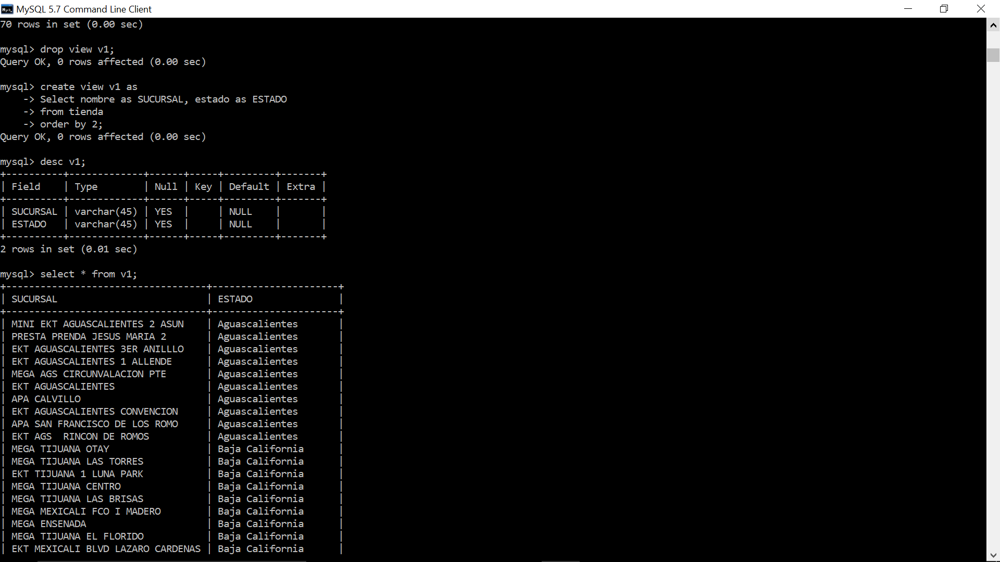 MySQL 5.7 Command Line Client
70 rows in set (0.00 sec)
mysql> drop view v1;
Query OK, 0 rows affected (0.00 sec)
mysql> create view v1 as
    -> Select nombre as SUCURSAL, estado as ESTADO
    -> from tienda
    -> order by 2;
Query OK, 0 rows affected (0.00 sec)
mysql> desc v1;
+----------+-------------+------+-----+---------+-------+
| Field    | Type        | Null | Key | Default | Extra |
+----------+-------------+------+-----+---------+-------+
| SUCURSAL | varchar(45) | YES  |     | NULL    |       |
| ESTADO   | varchar(45) | YES  |     | NULL    |       |
+----------+-------------+------+-----+---------+-------+
2 rows in set (0.01 sec)
mysql> select * from v1;
+-----------------------------------+----------------------+
| SUCURSAL                          | ESTADO               |
+-----------------------------------+----------------------+
| MINI EKT AGUASCALIENTES 2 ASUN    | Aguascalientes       |
| PRESTA PRENDA JESUS MARIA 2       | Aguascalientes       |
| EKT AGUASCALIENTES 3ER ANILLLO    | Aguascalientes       |
| EKT AGUASCALIENTES 1 ALLENDE      | Aguascalientes       |
| MEGA AGS CIRCUNVALACION PTE       | Aguascalientes       |
| EKT AGUASCALIENTES                | Aguascalientes       |
| APA CALVILLO                      | Aguascalientes       |
| EKT AGUASCALIENTES CONVENCION     | Aguascalientes       |
| APA SAN FRANCISCO DE LOS ROMO     | Aguascalientes       |
| EKT AGS  RINCON DE ROMOS          | Aguascalientes       |
| MEGA TIJUANA OTAY                 | Baja California      |
| MEGA TIJUANA LAS TORRES           | Baja California      |
| EKT TIJUANA 1 LUNA PARK           | Baja California      |
| MEGA TIJUANA CENTRO               | Baja California      |
| MEGA TIJUANA LAS BRISAS           | Baja California      |
| MEGA MEXICALI FCO I MADERO        | Baja California      |
| MEGA ENSENADA                     | Baja California      |
| MEGA TIJUANA EL FLORIDO           | Baja California      |
| EKT MEXICALI BLVD LAZARO CARDENAS | Baja California      |